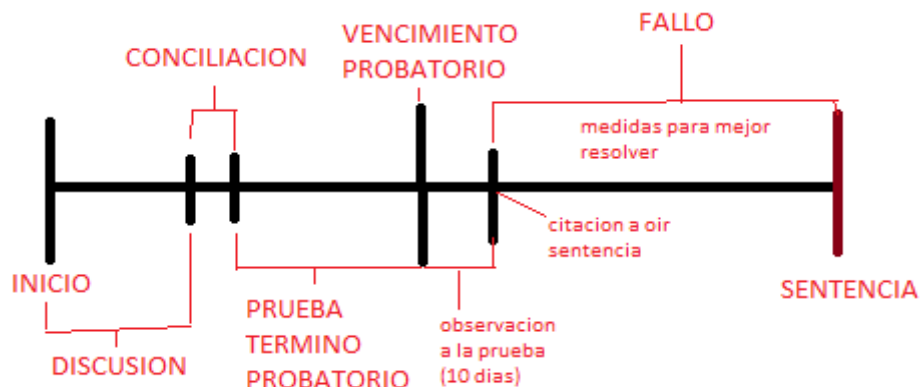 FALLO
VENCIMIENTO
PROBATORIO
CONCILIACION
medidas para mejor
resolver
citacion a oir
sentencia
INICIO
SENTENCIA
PRUEBA
TERMINO
PROBATORIO
observacion
a la prueba
(10 dias)
DISCUSION